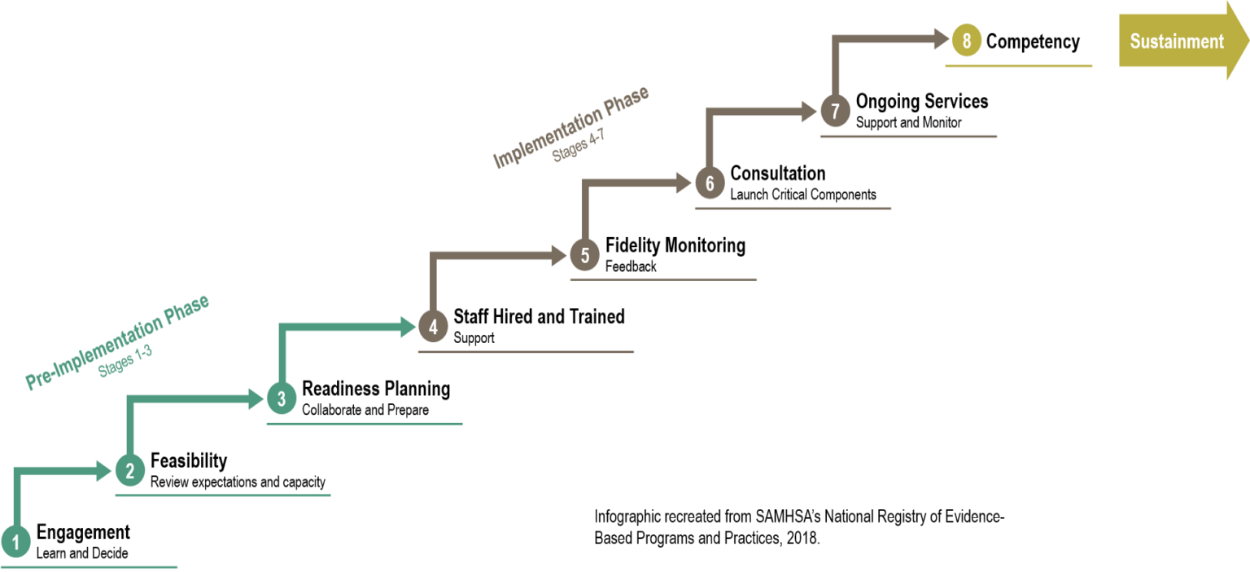 8 Competency
Sustainment
7 Ongoing Services
Support and Monitor
Implementation Phase
Stages 4-7
6 Consultation
Launch Critical Components
5 Fidelity Monitoring
Feedback
4 Staff Hired and Trained
Support
Pre-Implementation Phase
Stages 1-3
3 Readiness Planning
Collaborate and Prepare
2 Feasibility
Review expectations and capacity
1 Engagement
Learn and Decide
Infographic recreated from SAMHSA's National Registry of Evidence-
Based Programs and Practices, 2018.